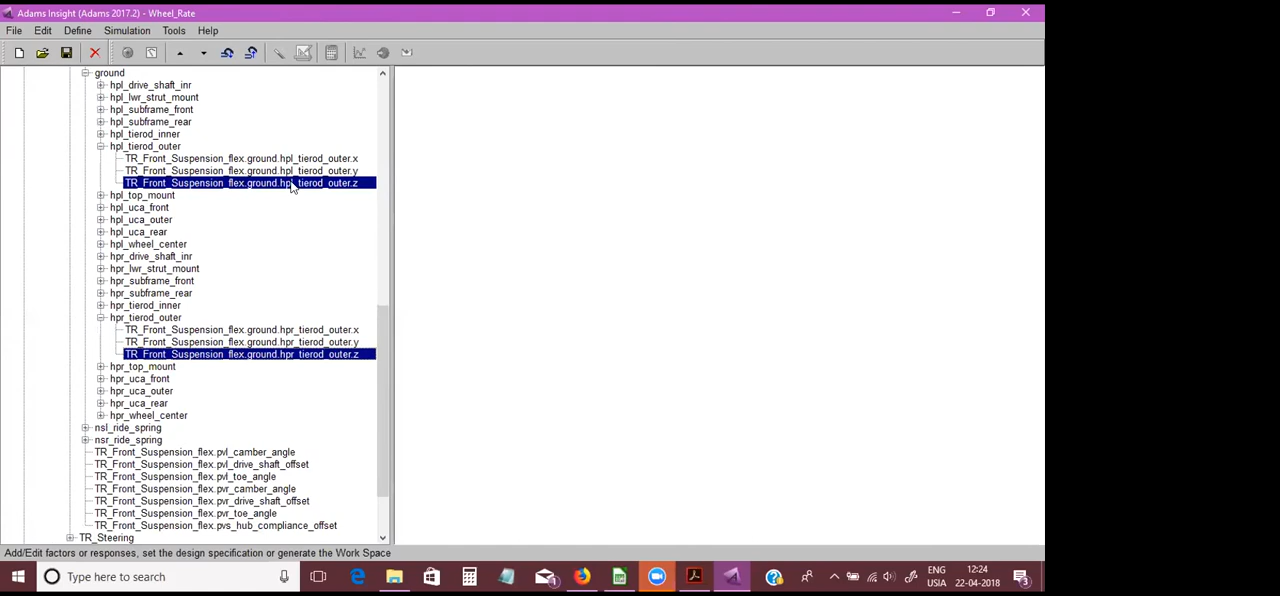 Adams Insight (Adams 2017.2) - Wheel_Rate
File Edit Define Simulation Tools Help
ground
hpl_drive_shaft_inr
hpl_lwr_strut_mount
hpl_subframe_front
hpl_subframe_rear
hpl_tierod_inner
hpl_tierod_outer
TR_Front_Suspension_flex.ground.hpl_tierod_outer.x
TR_Front_Suspension_flex.ground.hpl_tierod_outer.y
TR_Front_Suspension_flex.ground.hpl_tierod_outer.z
hpl_top_mount
hpl_uca_front
hpl_uca_outer
hpl_uca_rear
hpl_wheel_center
hpr_drive_shaft_inr
hpr_lwr_strut_mount
hpr_subframe_front
hpr_subframe_rear
hpr_tierod_inner
hpr_tierod_outer
TR_Front_Suspension_flex.ground.hpr_tierod_outer.x
TR_Front_Suspension_flex.ground.hpr_tierod_outer.y
TR_Front_Suspension_flex.ground.hpr_tierod_outer.z
hpr_top_mount
hpr_uca_front
hpr_uca_outer
hpr_uca_rear
hpr_wheel_center
nsl_ride_spring
nsr_ride_spring
TR_Front_Suspension_flex.pvl_camber_angle
TR_Front_Suspension_flex.pvl_drive_shaft_offset
TR_Front_Suspension_flex.pvl_toe_angle
TR_Front_Suspension_flex.pvr_camber_angle
TR_Front_Suspension_flex.pvr_drive_shaft_offset
TR_Front_Suspension_flex.pvr_toe_angle
TR_Front_Suspension_flex.pvs_hub_compliance_offset
TR_Steering
Add/Edit factors or responses, set the design specification or generate the Work Space
Type here to search
ENG 12:24
USIA 22-04-2018